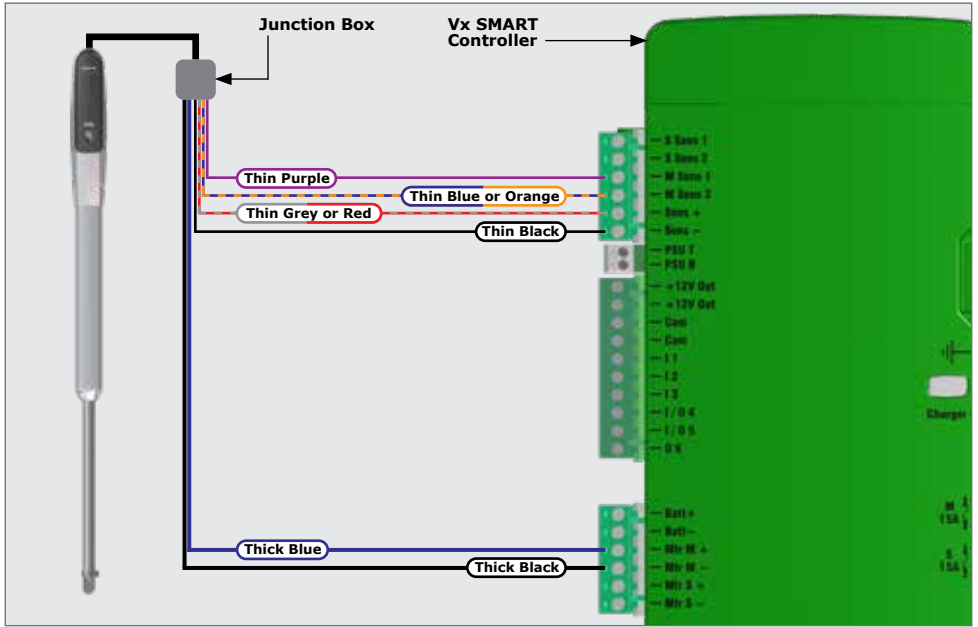 Junction Box
Vx SMART
Controller
S Sens 1
S Sens 2
Thin Purple
M Sens 1
Thin Blue or Orange
M Sens 2
Thin Grey or Red
Sens +
Thin Black
Sens −
PSU T
+12V Out
+12V Out
Com
Com
I 1
I 2
I 3
I / O 4
Charger
I / O 5
O 6
Batt+
M
15A
Batt−
Thick Blue
Mtr M +
S
15A
Thick Black
Mtr M −
Mtr S +
Mtr S −